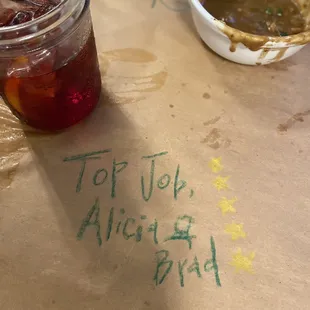 Top Job,
Alicia &
Brad